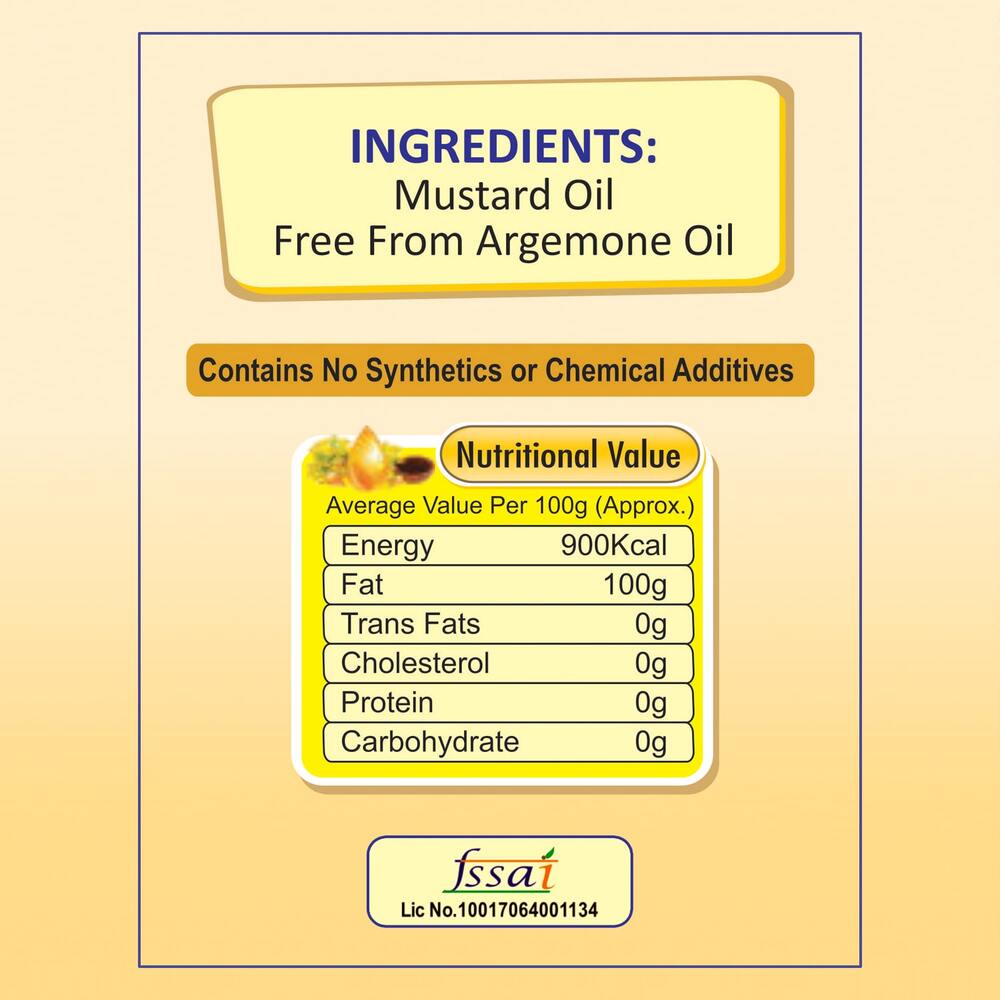 INGREDIENTS:
Mustard Oil
Free From Argemone Oil
Contains No Synthetics or Chemical Additives
Nutritional Value
Average Value Per 100g (Approx.)
Energy 900Kcal
Fat 100g
Trans Fats 0g
Cholesterol 0g
Protein 0g
Carbohydrate 0g
fssai
Lic No.10017064001134